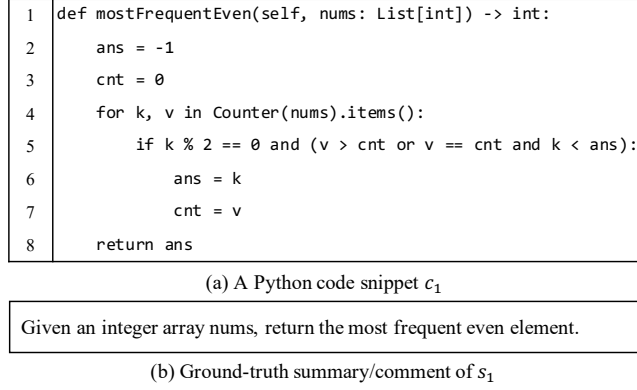 1 def mostFrequentEven(self, nums: List[int]) -> int:
2 ans = -1
3 cnt = 0
4 for k, v in Counter(nums).items():
5 if k % 2 == 0 and (v > cnt or v == cnt and k < ans):
6 ans = k
7 cnt = v
8 return ans
(a) A Python code snippet c₁
Given an integer array nums, return the most frequent even element.
(b) Ground-truth summary/comment of s₁